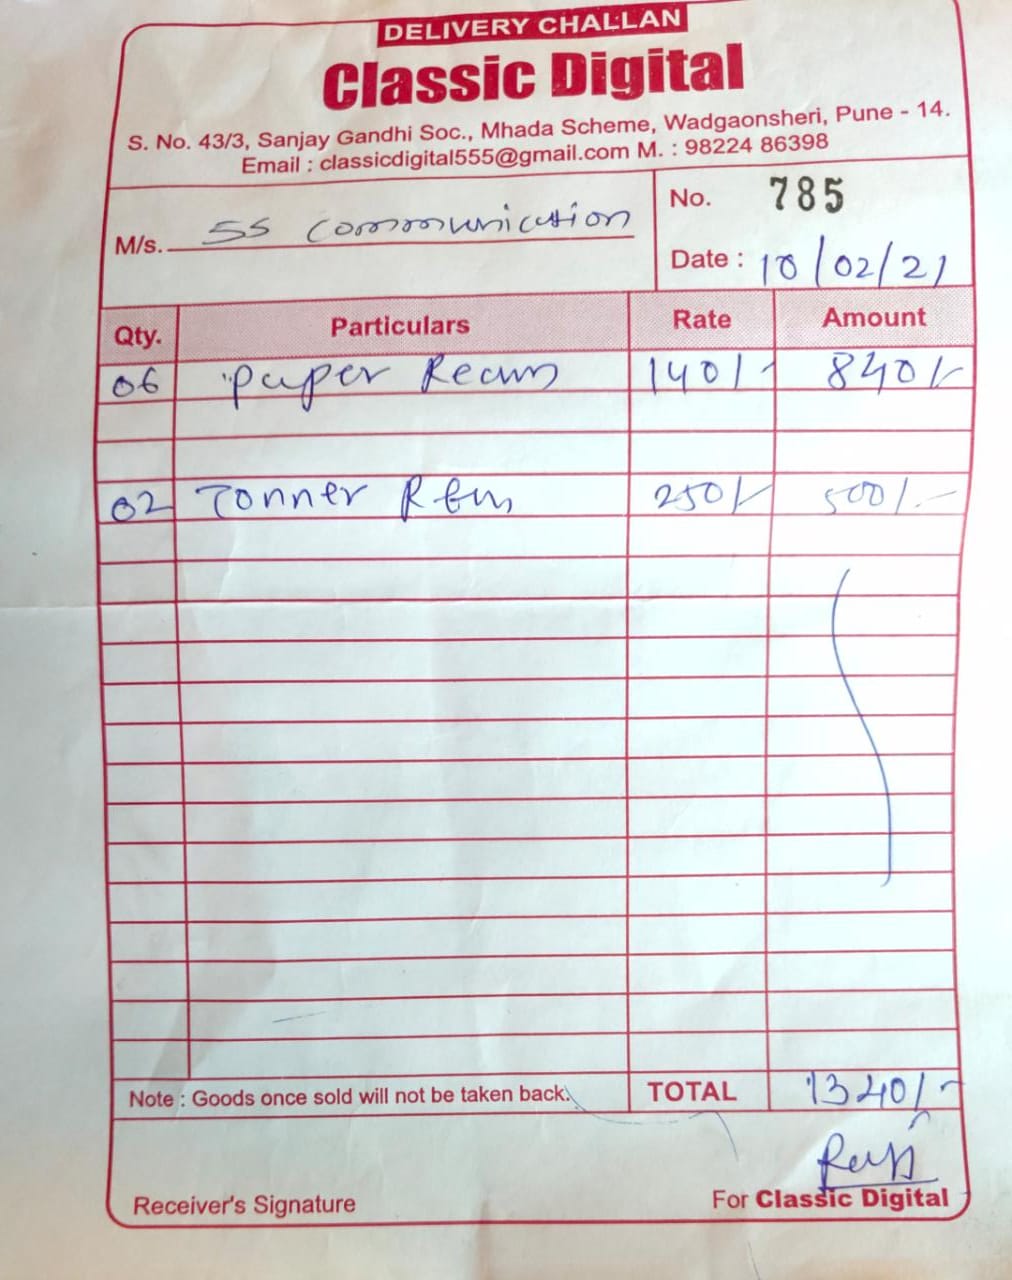 DELIVERY CHALLAN
Classic Digital
S. No. 43/3, Sanjay Gandhi Soc., Mhada Scheme, Wadgaonsheri, Pune - 14.
Email : classicdigital555@gmail.com M. : 98224 86398
M/s. SS Communication
No. 785
Date : 10/02/21
Qty. Particulars Rate Amount
06 Paper Ream 140/- 840/-
02 Tonner 250/- 500/-
Note : Goods once sold will not be taken back. TOTAL 1340/-
Receiver's Signature For Classic Digital